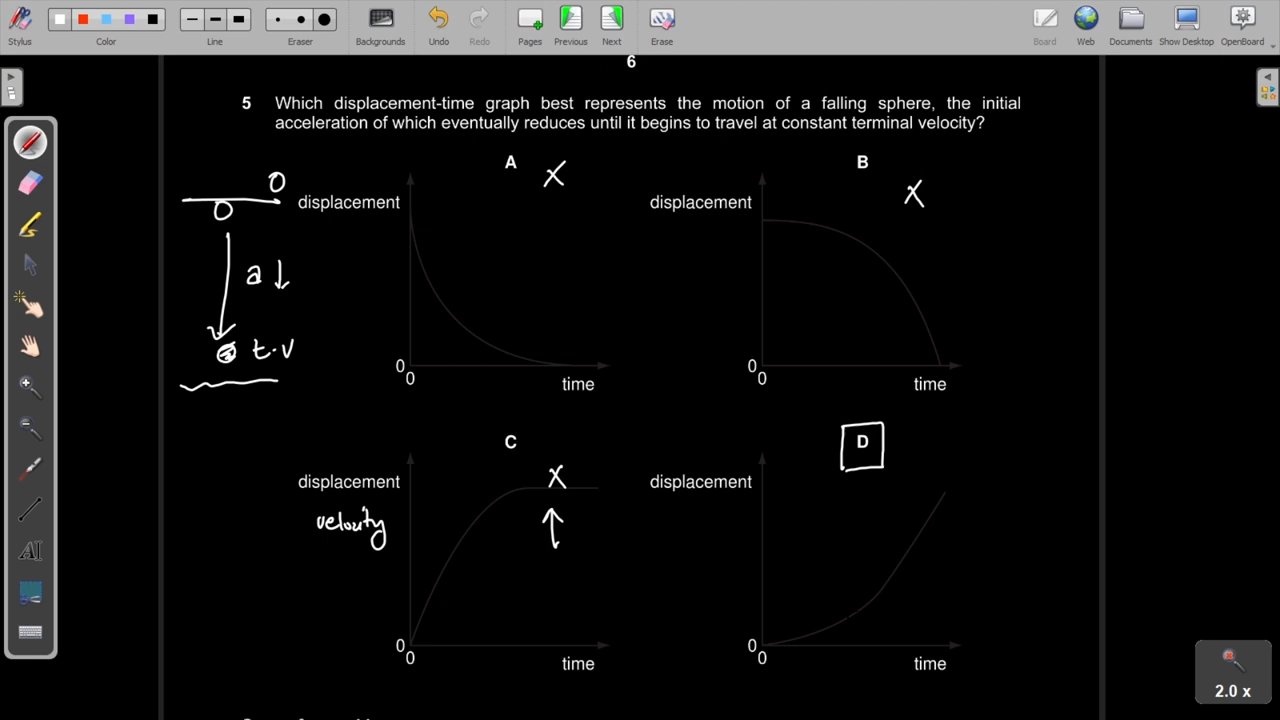 Stylus
Color
Line
Eraser
Backgrounds
Undo
Redo
Pages
Previous
Next
Erase
Board
Web
Documents
Show Desktop
OpenBoard
6
5 Which displacement-time graph best represents the motion of a falling sphere, the initial
acceleration of which eventually reduces until it begins to travel at constant terminal velocity?
A X
displacement
0
0
time
B X
displacement
0
0
time
a ↓
t.v
C X
displacement
velocity
0
0
time
D
displacement
0
0
time
2.0 x